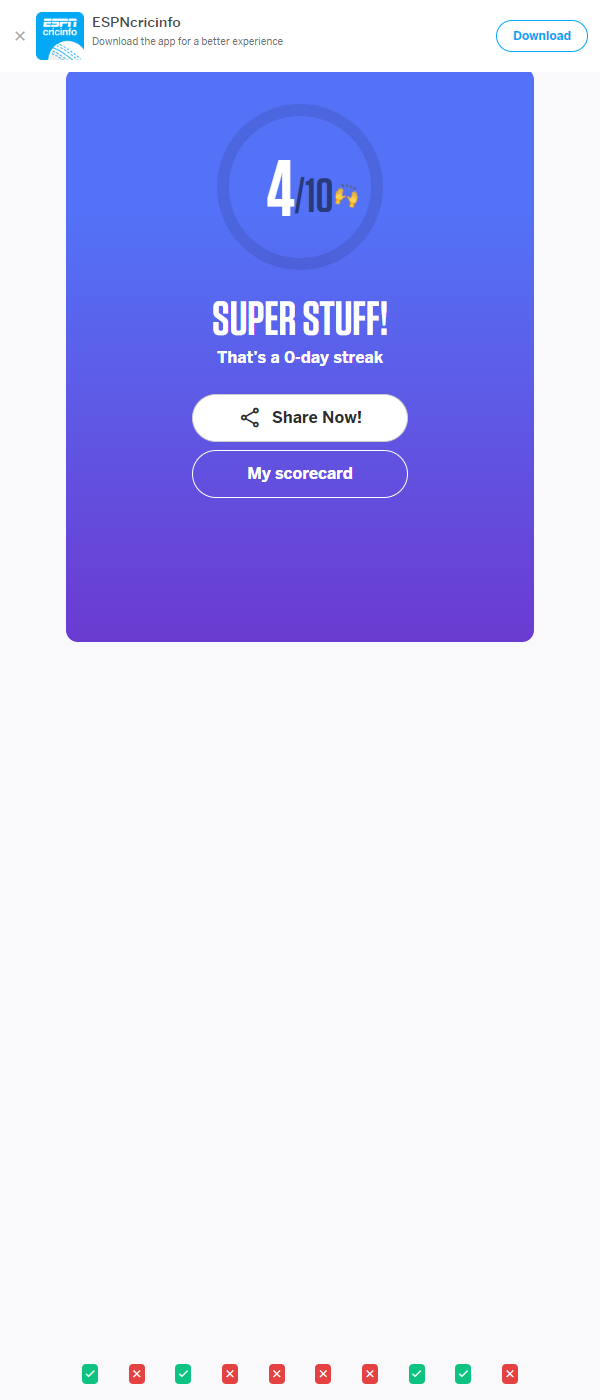 ESPN
cricinfo
ESPNcricinfo
Download the app for a better experience
Download
4/10
SUPER STUFF!
That's a 0-day streak
Share Now!
My scorecard